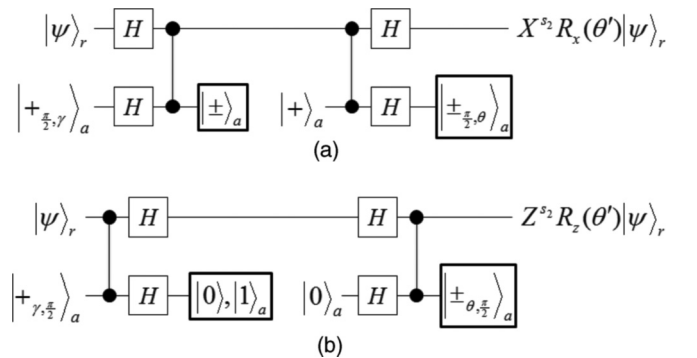 |ψ⟩_r H H X^{s_2} R_x(θ′)|ψ⟩_r
|+_{π/2,γ}⟩_a H |±⟩_a |+⟩_a H |±_{π/2,θ}⟩_a
(a)
|ψ⟩_r H H Z^{s_2} R_z(θ′)|ψ⟩_r
|+_{γ,π/2}⟩_a H |0⟩,|1⟩_a |0⟩_a H |±_{θ,π/2}⟩_a
(b)